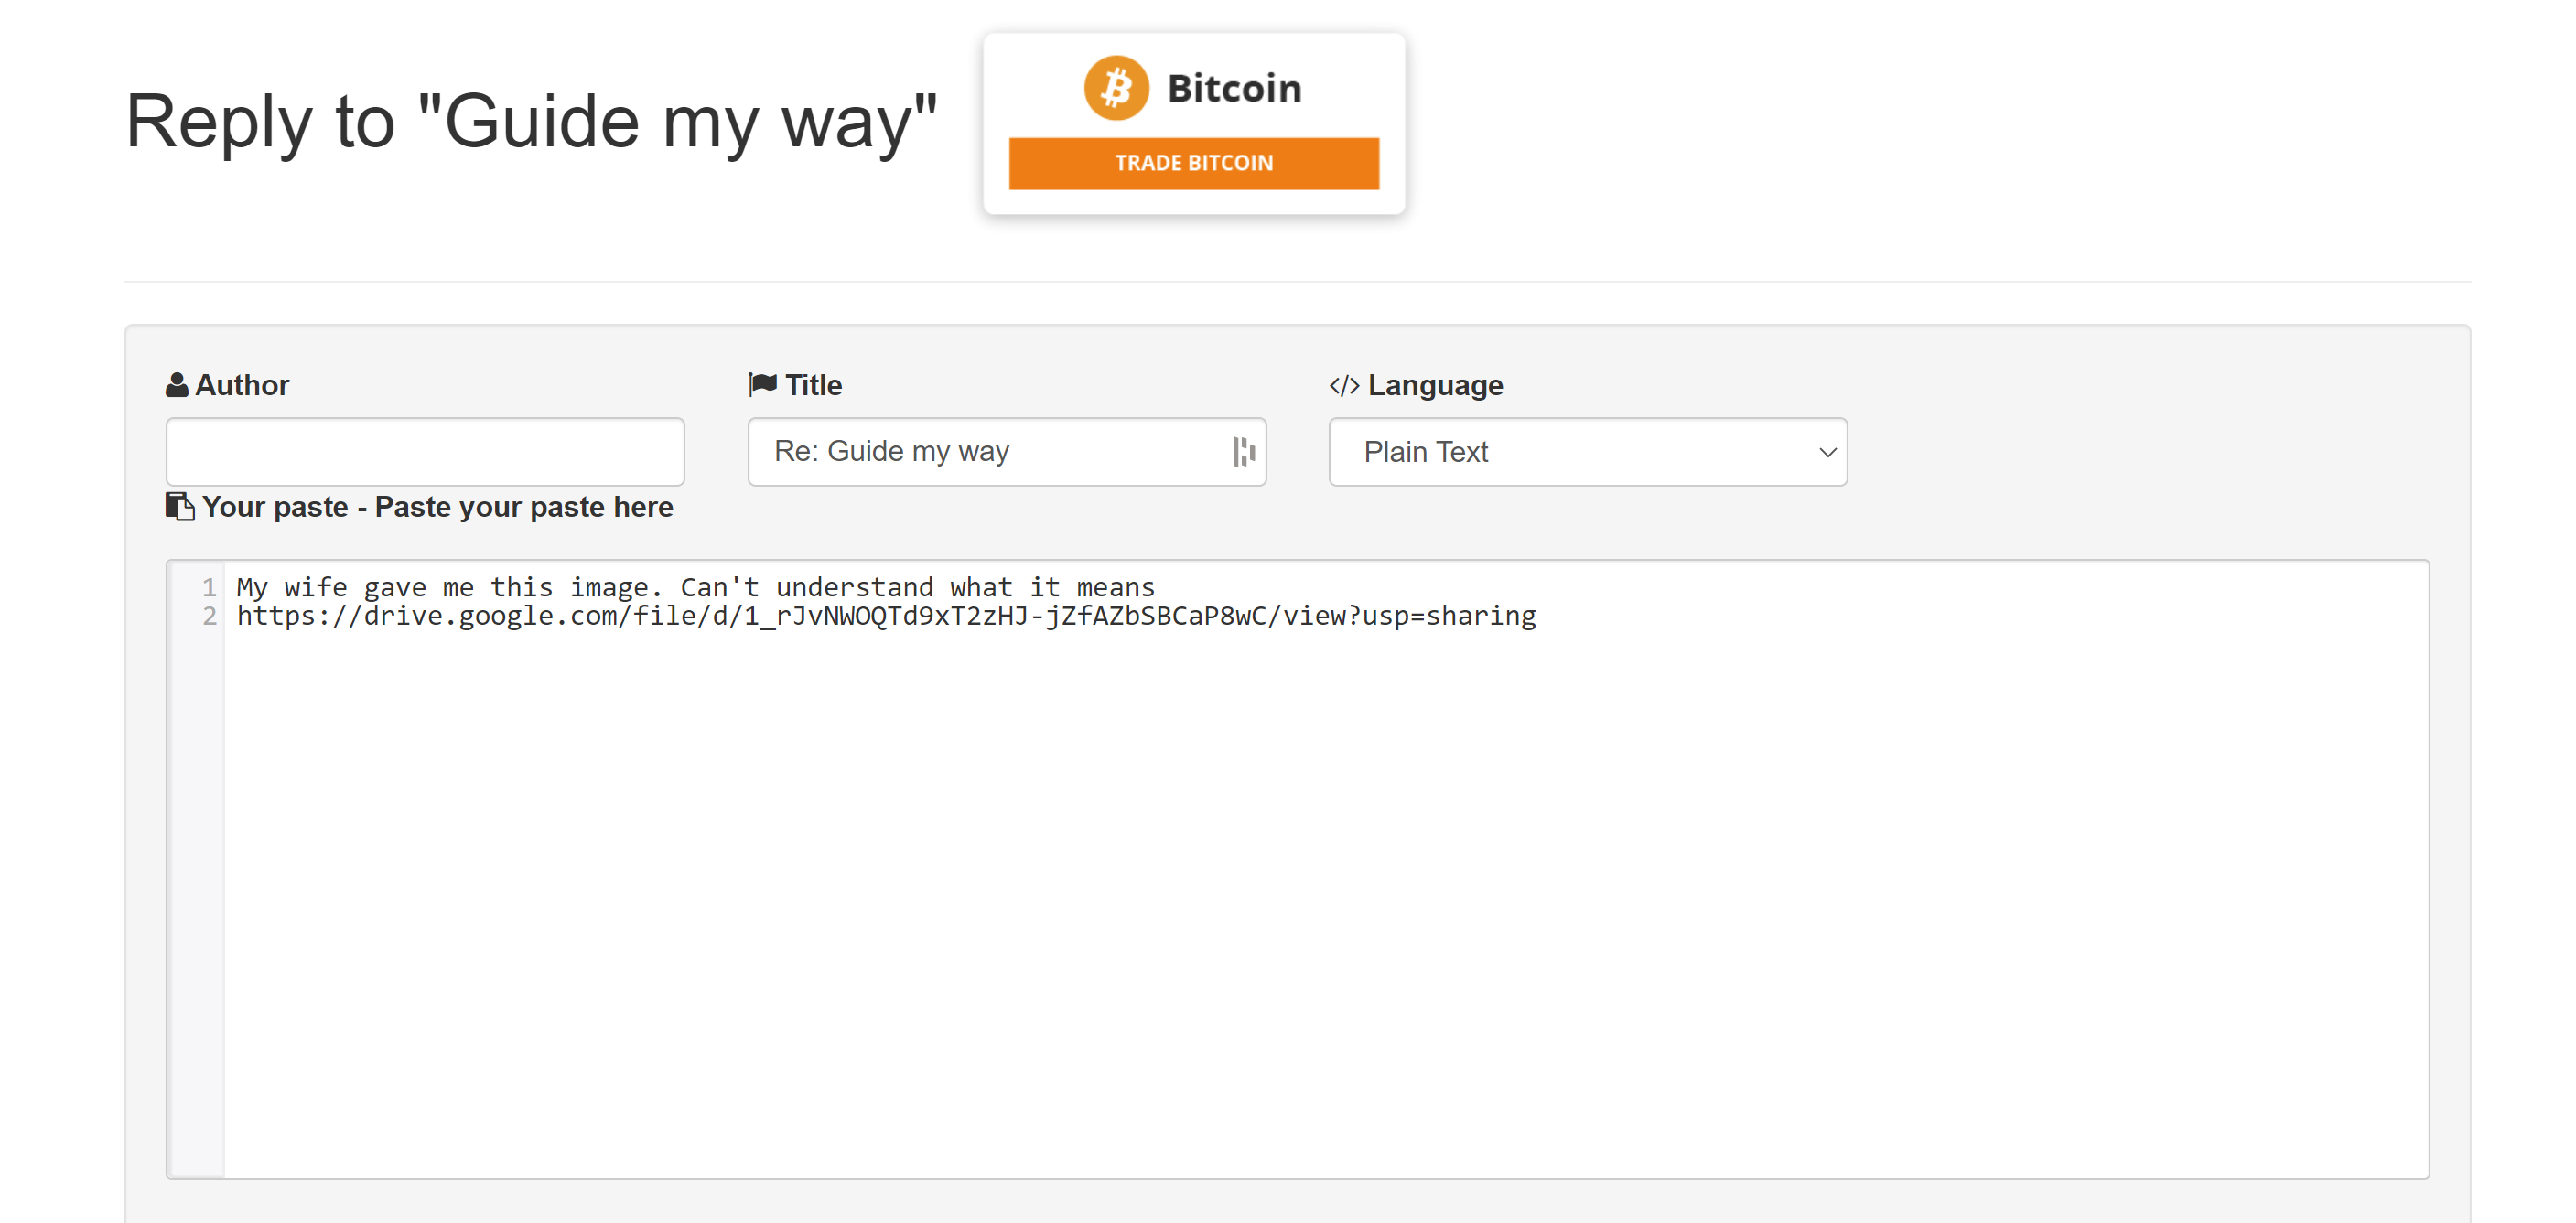 Reply to "Guide my way"
Bitcoin
TRADE BITCOIN
Author
Title
</> Language
Re: Guide my way
Plain Text
Your paste - Paste your paste here
1 My wife gave me this image. Can't understand what it means
2 https://drive.google.com/file/d/1_rJvNWOQTd9xT2zHJ-jZfAZbSBCaP8wC/view?usp=sharing